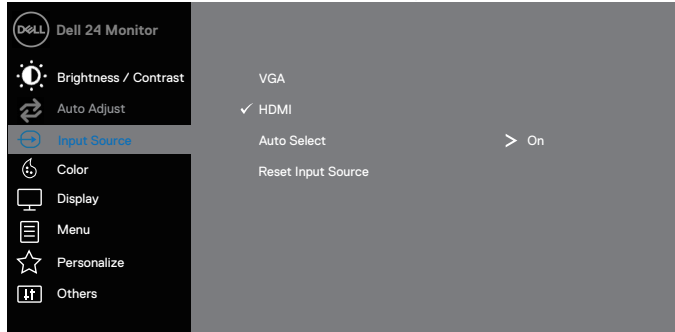 DELL Dell 24 Monitor
Brightness / Contrast
VGA
Auto Adjust
HDMI
Input Source
Auto Select > On
Color
Reset Input Source
Display
Menu
Personalize
Others